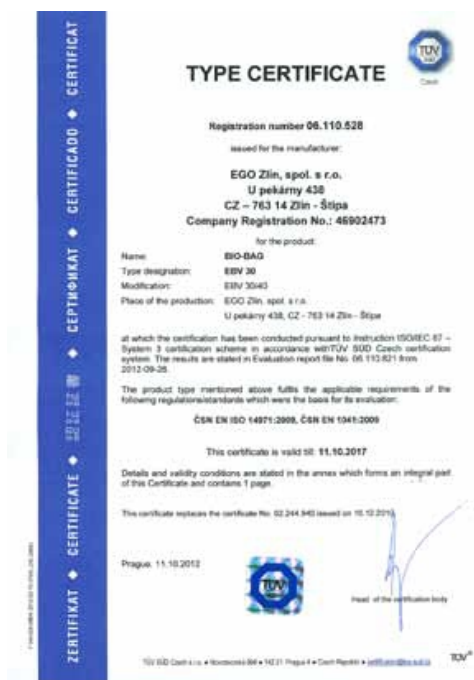 TYPE CERTIFICATE
TÜV
SÜD
Czech
Registration number 06.110.528
issued for the manufacturer:
EGO Zlín, spol. s r.o.
U pekárny 438
CZ – 763 14 Zlín - Štípa
Company Registration No.: 46902473
for the product:
Name: BIO-BAG
Type designation: EBV 30
Modification: EBV 30/40
Place of the production: EGO Zlín, spol. s r.o.
U pekárny 438, CZ - 763 14 Zlín - Štípa
at which the certification has been conducted pursuant to Instruction ISO/IEC 67 –
System 3 certification scheme in accordance withTÜV SÜD Czech certification
system. The results are stated in Evaluation report file No. 06.110.821 from
2012-09-26.
The product type mentioned above fulfils the applicable requirements of the
following regulations/standards which were the basis for its evaluation:
ČSN EN ISO 14971:2009, ČSN EN 1041:2009
This certificate is valid till: 11.10.2017
Details and validity conditions are stated in the annex which forms an integral part
of this Certificate and contains 1 page.
This certificate replaces the certificate No. 02.244.940 issued on
Prague, 11.10.2012
TÜV
Head of the certification body
TÜV SÜD Czech s.r.o. • Novodvorská 994 • 142 21 Prague 4 • Czech Republic •
TÜV®
ZERTIFIKAT ◆ CERTIFICATE ◆ 認証証書 ◆ СЕРТИФИКАТ ◆ CERTIFICADO ◆ CERTIFICAT